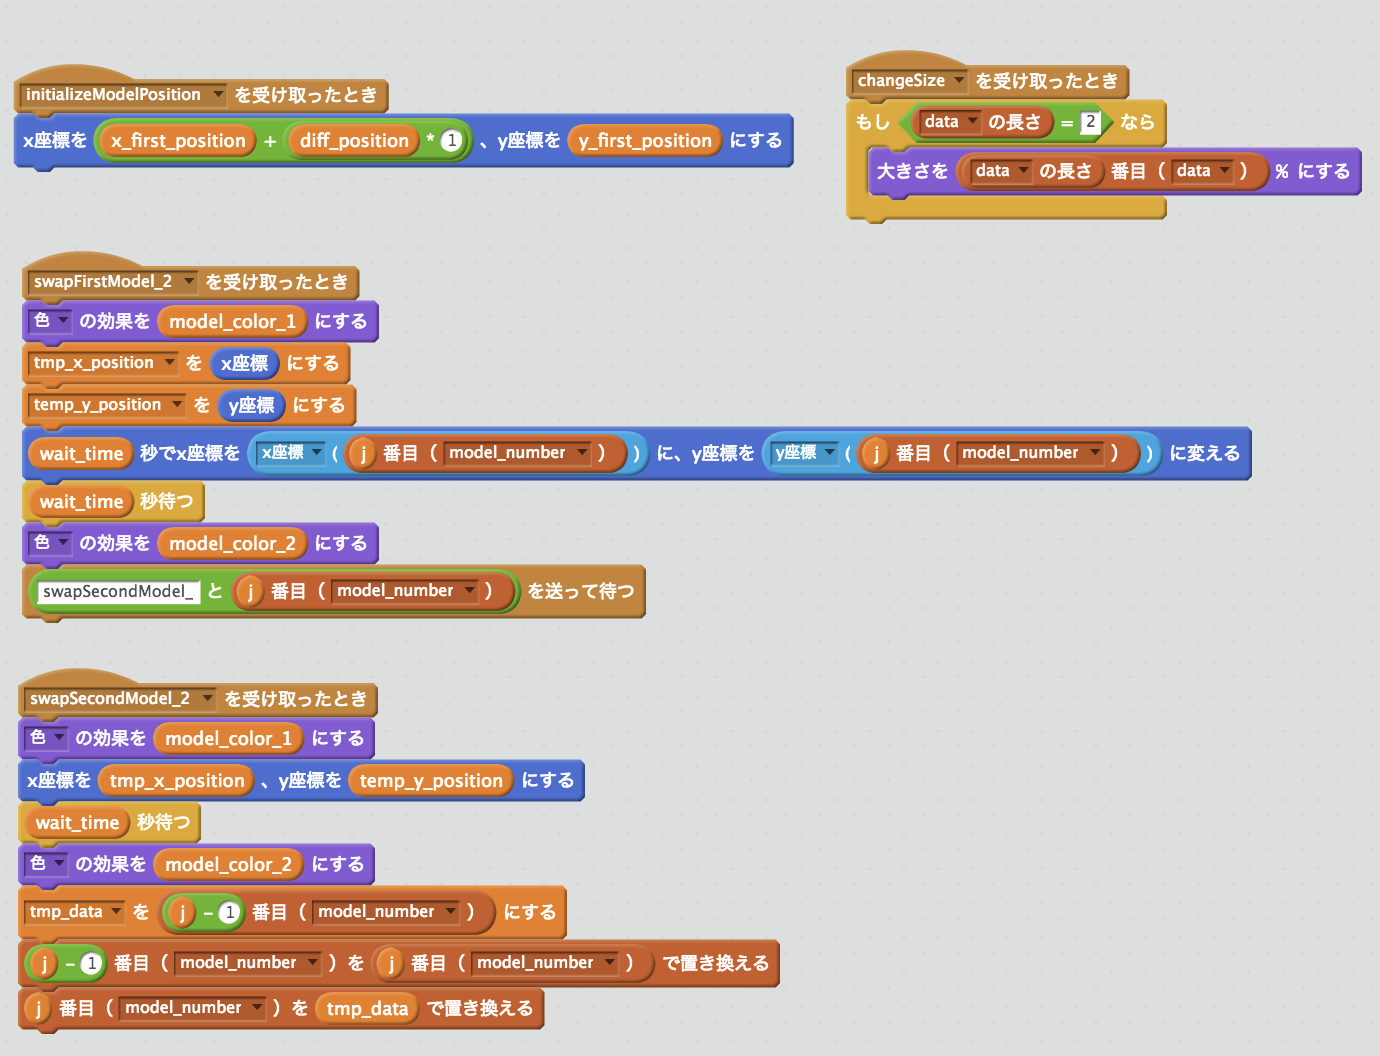 initializeModelPosition を受け取ったとき
x座標を x_first_position + diff_position * 1 、y座標を y_first_position にする
changeSize を受け取ったとき
もし data の長さ = 2 なら
大きさを data の長さ 番目 ( data ) % にする
swapFirstModel_2 を受け取ったとき
色 の効果を model_color_1 にする
tmp_x_position を x座標 にする
temp_y_position を y座標 にする
wait_time 秒でx座標を x座標 ( j 番目 ( model_number ) ) に、y座標を y座標 ( j 番目 ( model_number ) ) に変える
wait_time 秒待つ
色 の効果を model_color_2 にする
swapSecondModel_ と j 番目 ( model_number ) を送って待つ
swapSecondModel_2 を受け取ったとき
色 の効果を model_color_1 にする
x座標を tmp_x_position 、y座標を temp_y_position にする
wait_time 秒待つ
色 の効果を model_color_2 にする
tmp_data を j - 1 番目 ( model_number ) にする
j - 1 番目 ( model_number ) を j 番目 ( model_number ) で置き換える
j 番目 ( model_number ) を tmp_data で置き換える